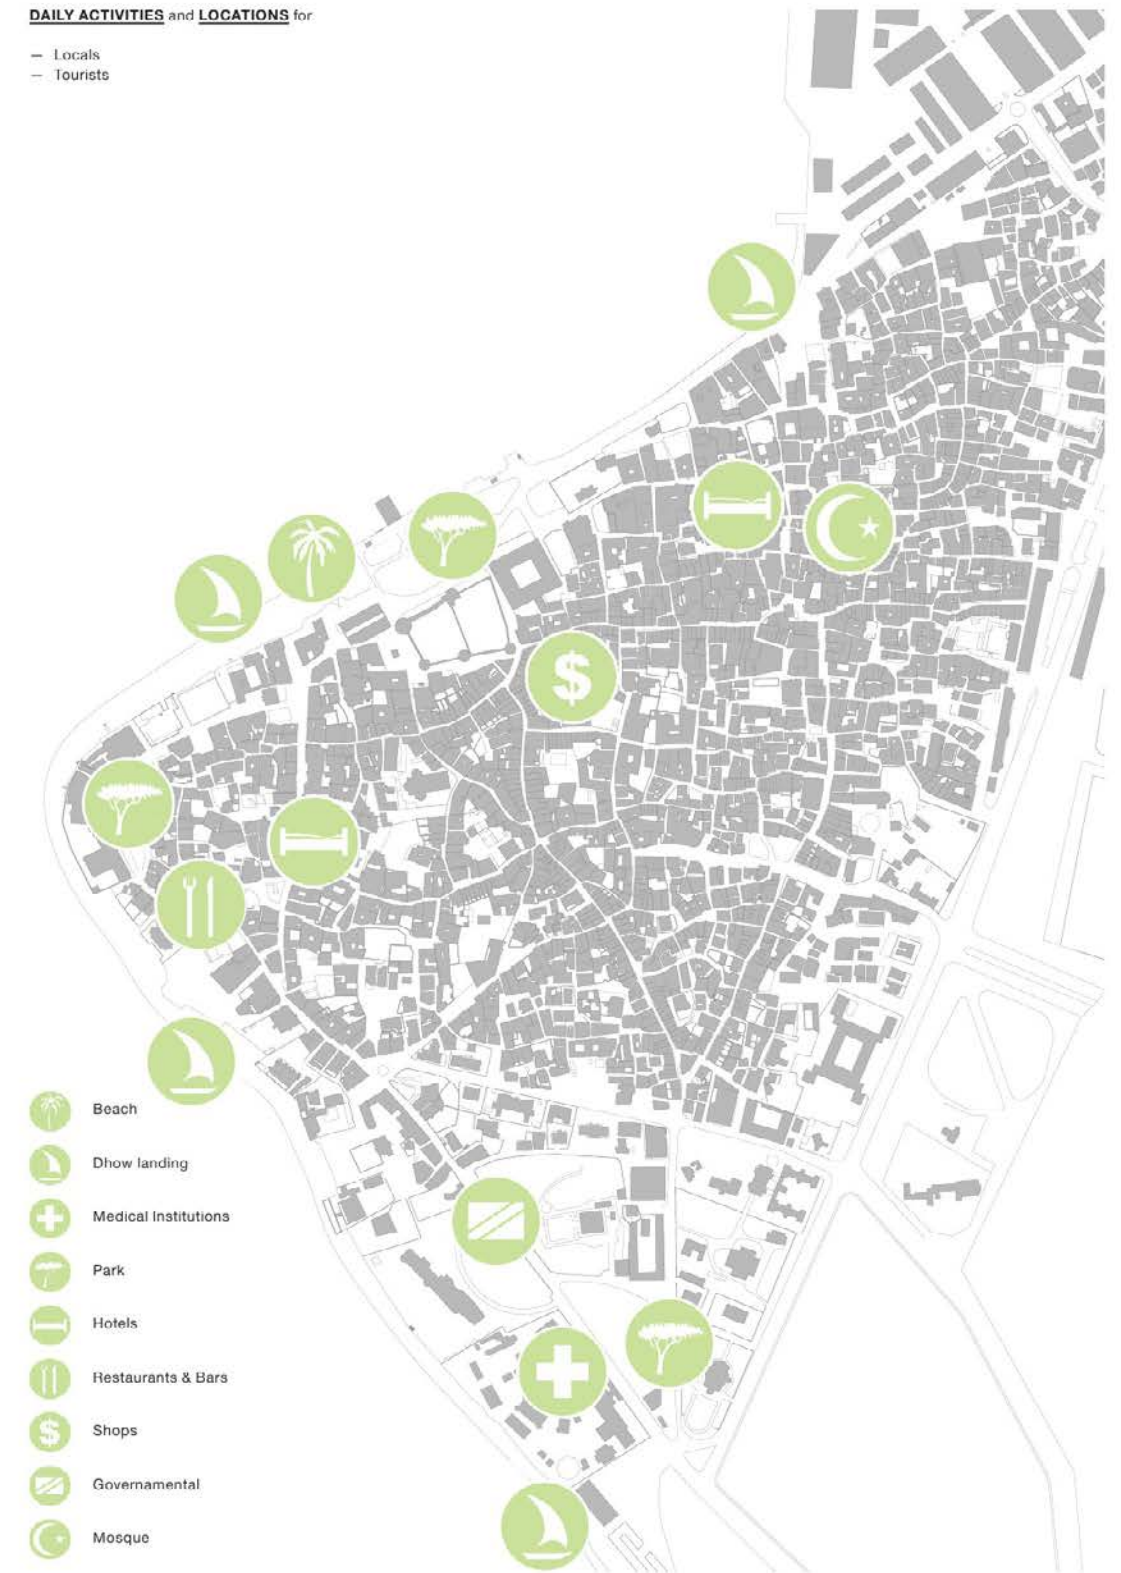 DAILY ACTIVITIES and LOCATIONS for
– Locals
– Tourists
$
Beach
Dhow landing
Medical Institutions
Park
Hotels
Restaurants & Bars
$
Shops
Governamental
Mosque